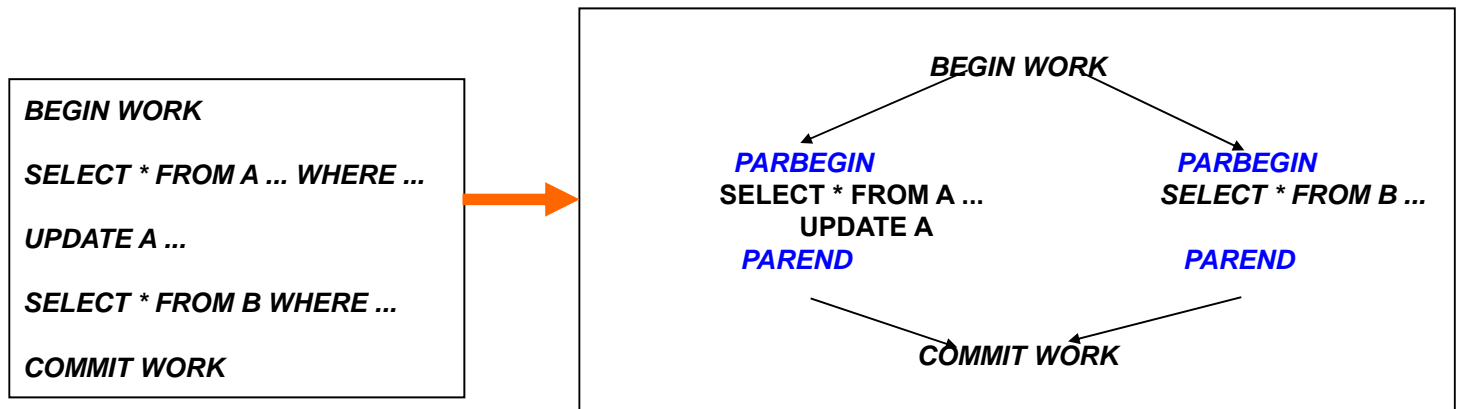 BEGIN WORK
SELECT * FROM A ... WHERE ...
UPDATE A ...
SELECT * FROM B WHERE ...
COMMIT WORK
BEGIN WORK
PARBEGIN
SELECT * FROM A ...
UPDATE A
PAREND
PARBEGIN
SELECT * FROM B ...
PAREND
COMMIT WORK